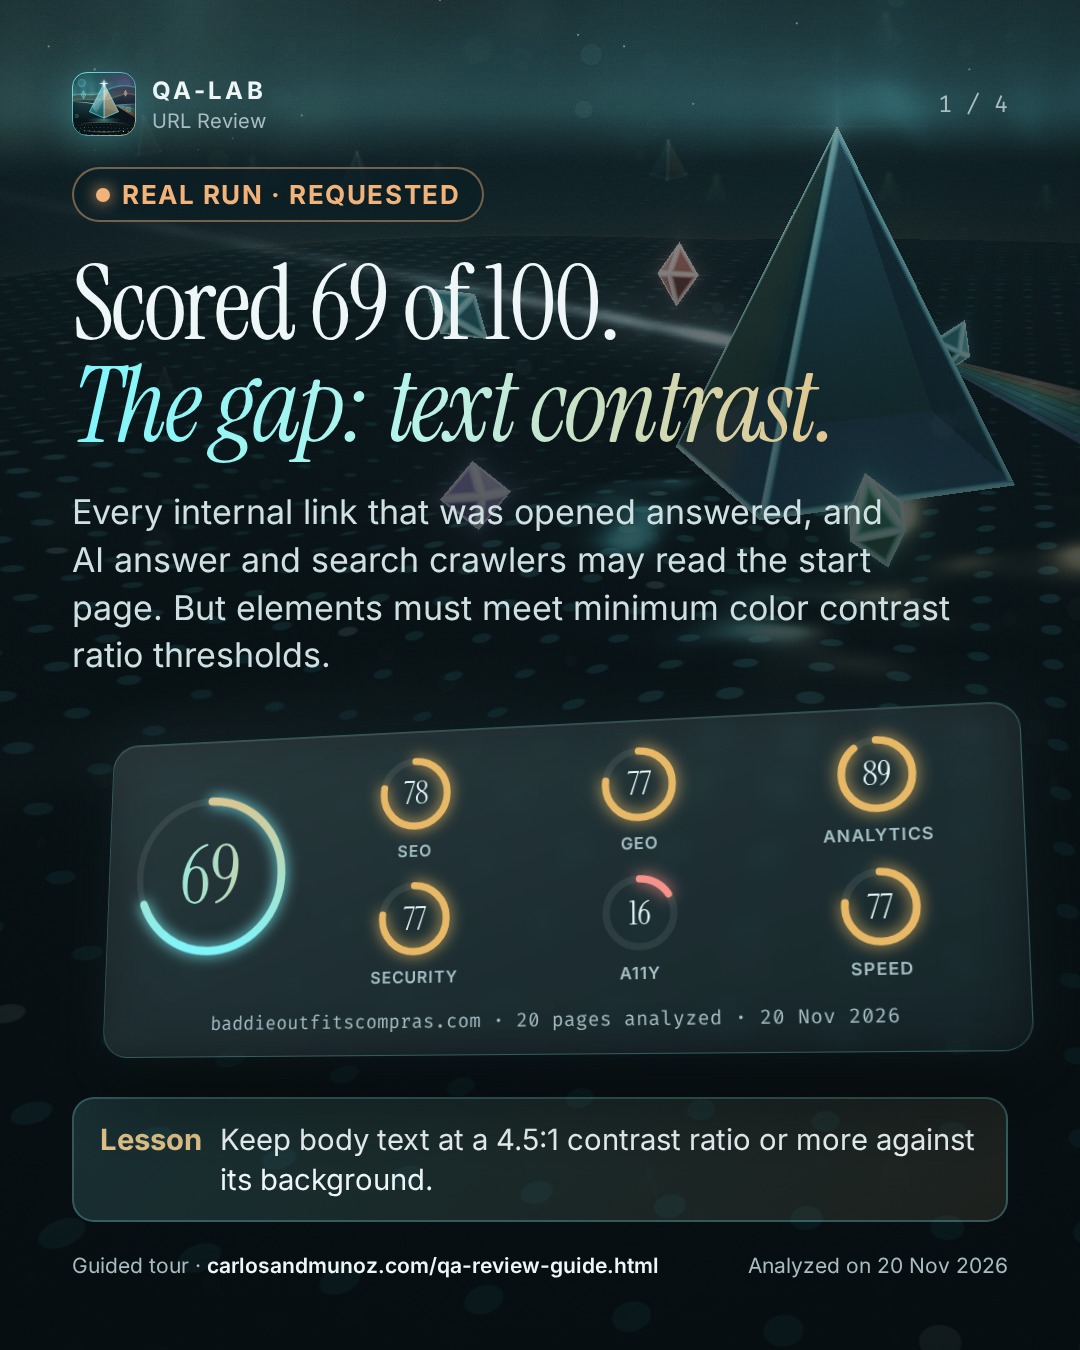 QA-LAB
URL Review
1 / 4
REAL RUN · REQUESTED
Scored 69 of 100.
The gap: text contrast.
Every internal link that was opened answered, and
AI answer and search crawlers may read the start
page. But elements must meet minimum color contrast
ratio thresholds.
69
78
SEO
77
GEO
89
ANALYTICS
77
SECURITY
16
A11Y
77
SPEED
baddieoutfitscompras.com · 20 pages analyzed · 20 Nov 2026
Lesson Keep body text at a 4.5:1 contrast ratio or more against
its background.
Guided tour · carlosandmunoz.com/qa-review-guide.html
Analyzed on 20 Nov 2026